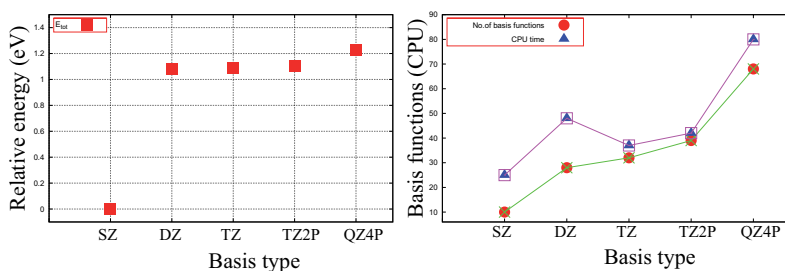 E_tot
1.4
1.2
1
0.8
0.6
0.4
0.2
0
Relative energy (eV)
SZ DZ TZ TZ2P QZ4P
Basis type
No.of basis functions
CPU time
90
80
70
60
50
40
30
20
10
Basis functions (CPU)
SZ DZ TZ TZ2P QZ4P
Basis type